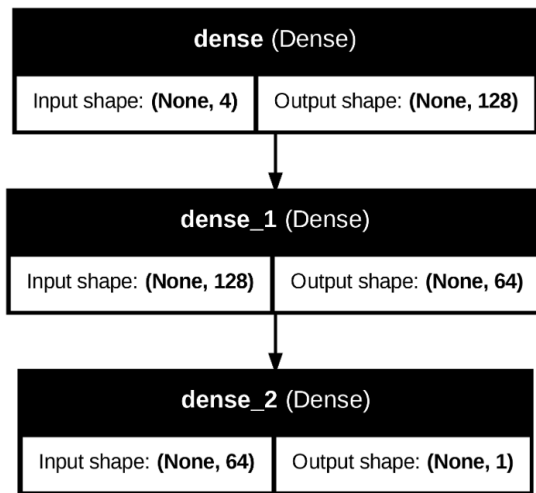 dense (Dense)
Input shape: (None, 4) Output shape: (None, 128)
dense_1 (Dense)
Input shape: (None, 128) Output shape: (None, 64)
dense_2 (Dense)
Input shape: (None, 64) Output shape: (None, 1)